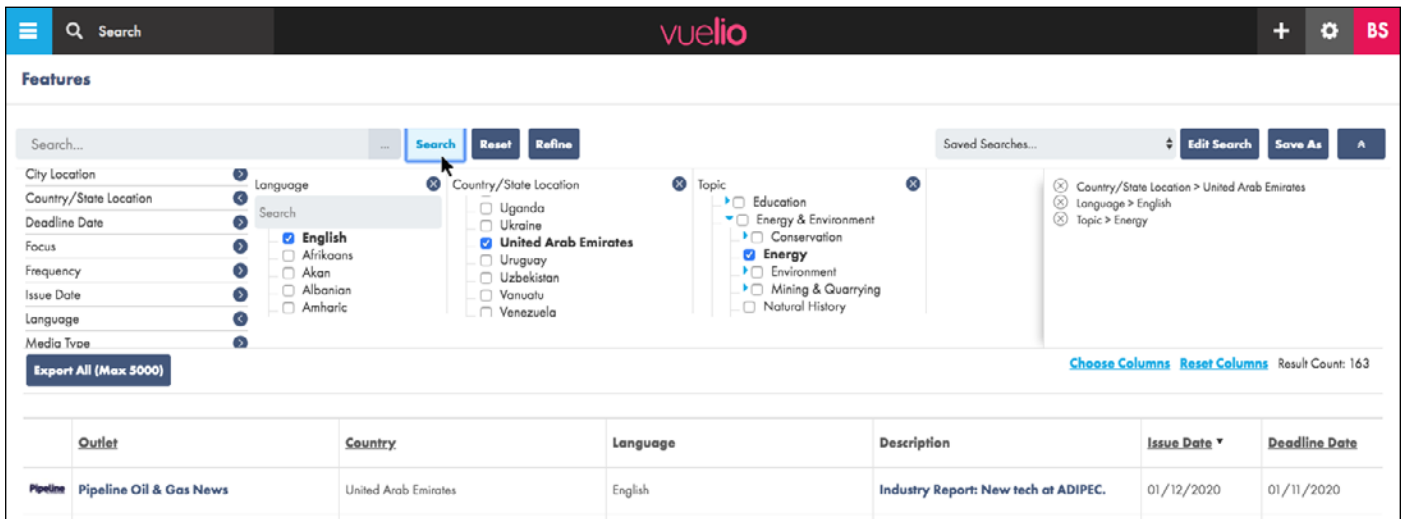 Search
vuelio
+
BS
Features
Search...
...
Search
Reset
Refine
Saved Searches...
Edit Search
Save As
City Location
Country/State Location
Deadline Date
Focus
Frequency
Issue Date
Language
Media Type
Language
Search
English
Afrikaans
Akan
Albanian
Amharic
Country/State Location
Uganda
Ukraine
United Arab Emirates
Uruguay
Uzbekistan
Vanuatu
Venezuela
Topic
Education
Energy & Environment
Conservation
Energy
Environment
Mining & Quarrying
Natural History
Country/State Location > United Arab Emirates
Language > English
Topic > Energy
Export All (Max 5000)
Choose Columns Reset Columns Result Count: 163
Outlet Country Language Description Issue Date Deadline Date
Pipeline Pipeline Oil & Gas News United Arab Emirates English Industry Report: New tech at ADIPEC. 01/12/2020 01/11/2020